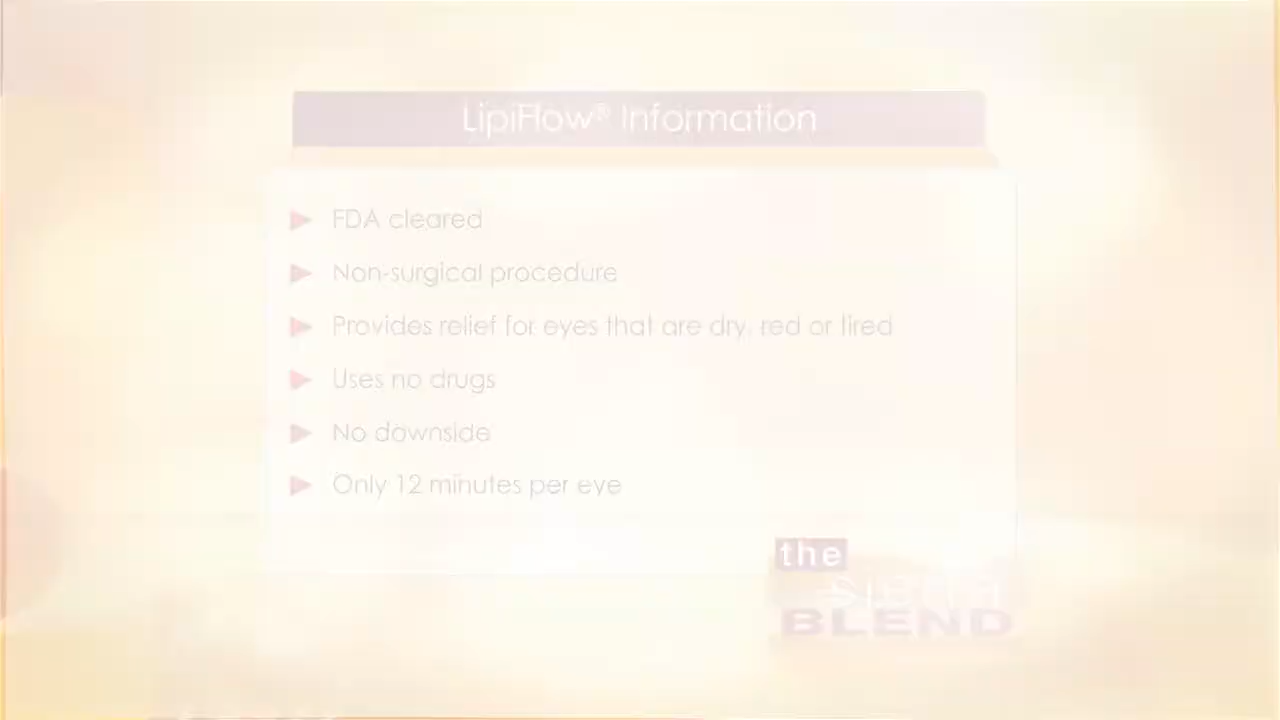 LipiFlow® Information
FDA cleared
Non-surgical procedure
Provides relief for eyes that are dry, red or tired
Uses no drugs
No downside
Only 12 minutes per eye
the
Sierra
BLEND